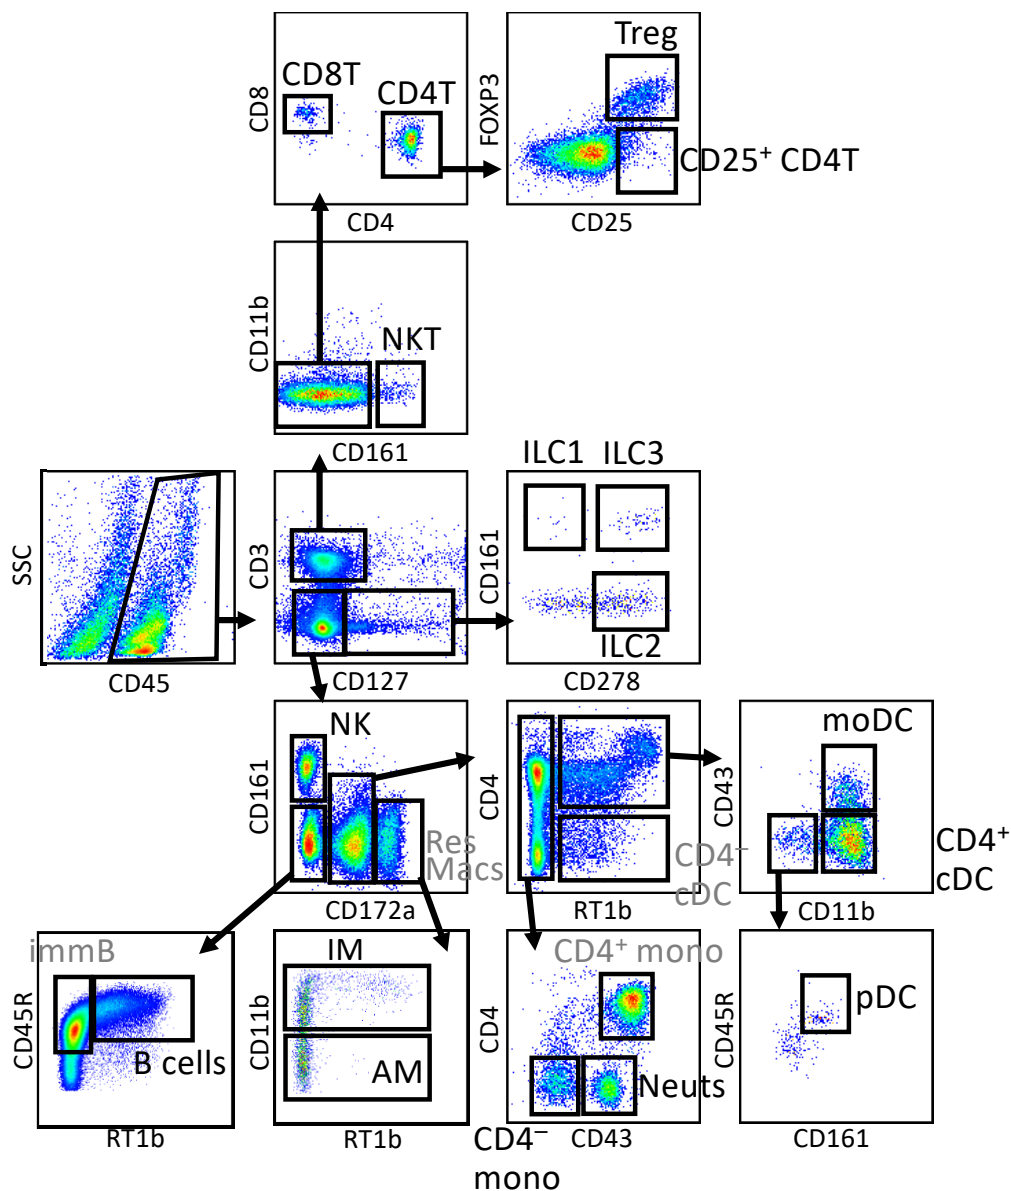 Treg
CD8T
CD4T
CD8
FOXP3
CD25⁺ CD4T
CD4
CD25
CD11b
NKT
CD161
ILC1
ILC3
SSC
CD3
CD161
ILC2
CD45
CD127
CD278
NK
moDC
CD161
CD4
CD43
Res
Macs
CD4⁻
cDC
CD4⁺
cDC
CD172a
RT1b
CD11b
immB
IM
CD4⁺ mono
CD45R
CD11b
CD4
CD45R
pDC
B cells
AM
Neuts
RT1b
RT1b
CD4⁻
mono
CD43
CD161